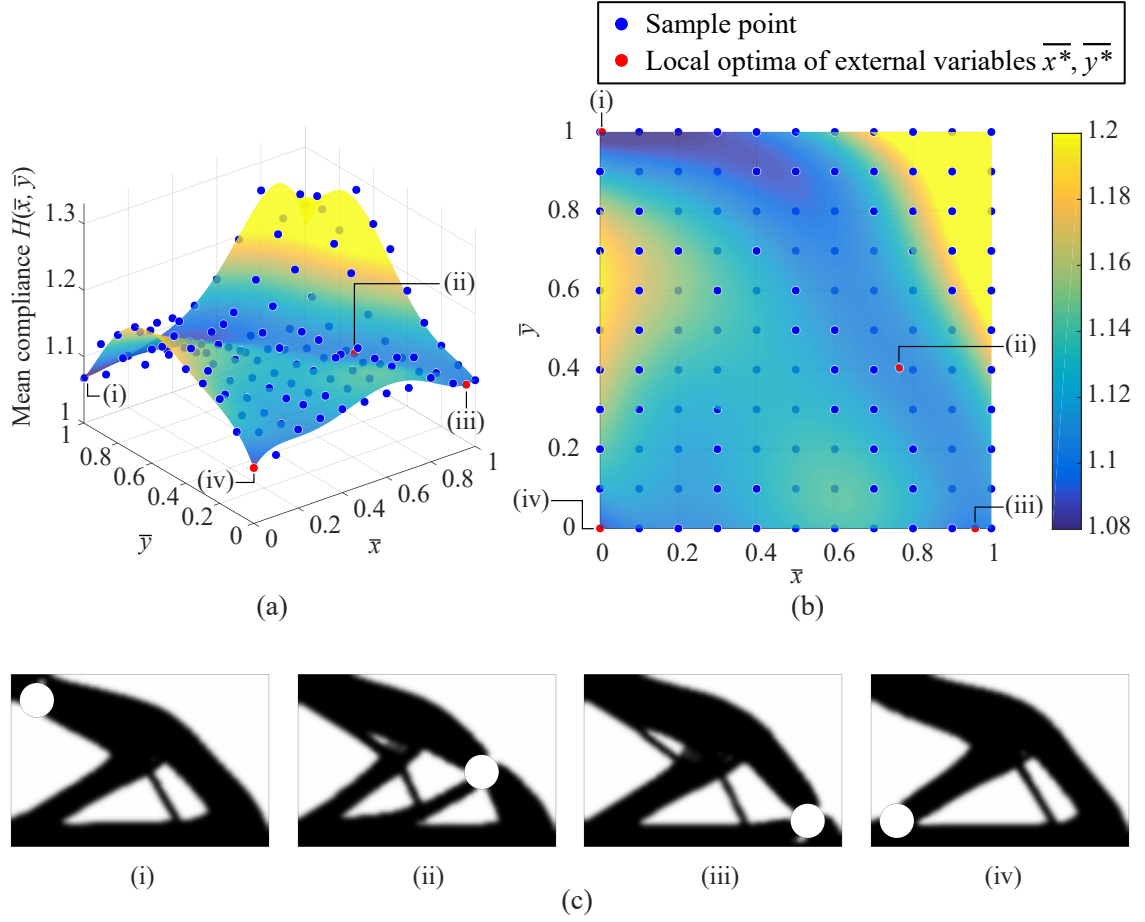 Sample point
Local optima of external variables x̄*, ȳ*
Mean compliance H(x̄, ȳ)
1.3
1.2
1.1
1
1
0.8
0.6
0.4
0.2
0
ȳ
0
0.2
0.4
0.6
0.8
1
x̄
(i)
(ii)
(iii)
(iv)
(a)
(i)
1
0.8
0.6
0.4
0.2
0
ȳ
(ii)
(iii)
(iv)
0
0.2
0.4
0.6
0.8
1
x̄
1.2
1.18
1.16
1.14
1.12
1.1
1.08
(b)
(i)
(ii)
(iii)
(iv)
(c)